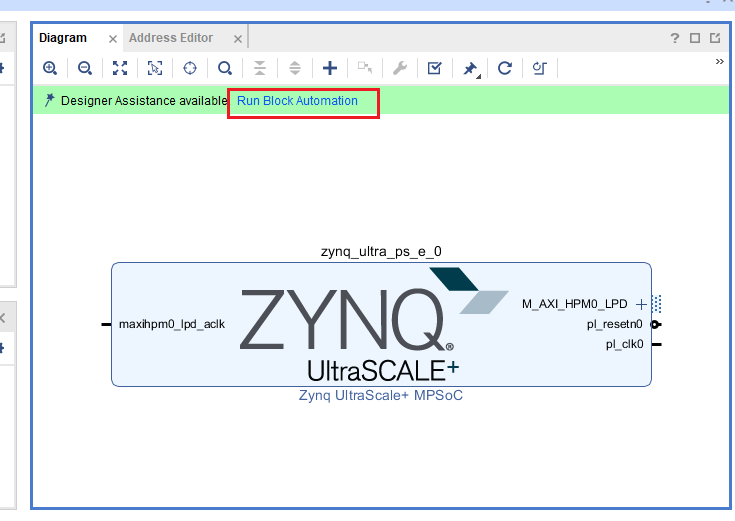 Diagram × Address Editor ×
Designer Assistance available Run Block Automation
zynq_ultra_ps_e_0
ZYNQ®
UltraSCALE+
maxihpm0_lpd_aclk
M_AXI_HPM0_LPD
pl_resetn0
pl_clk0
Zynq UltraScale+ MPSoC